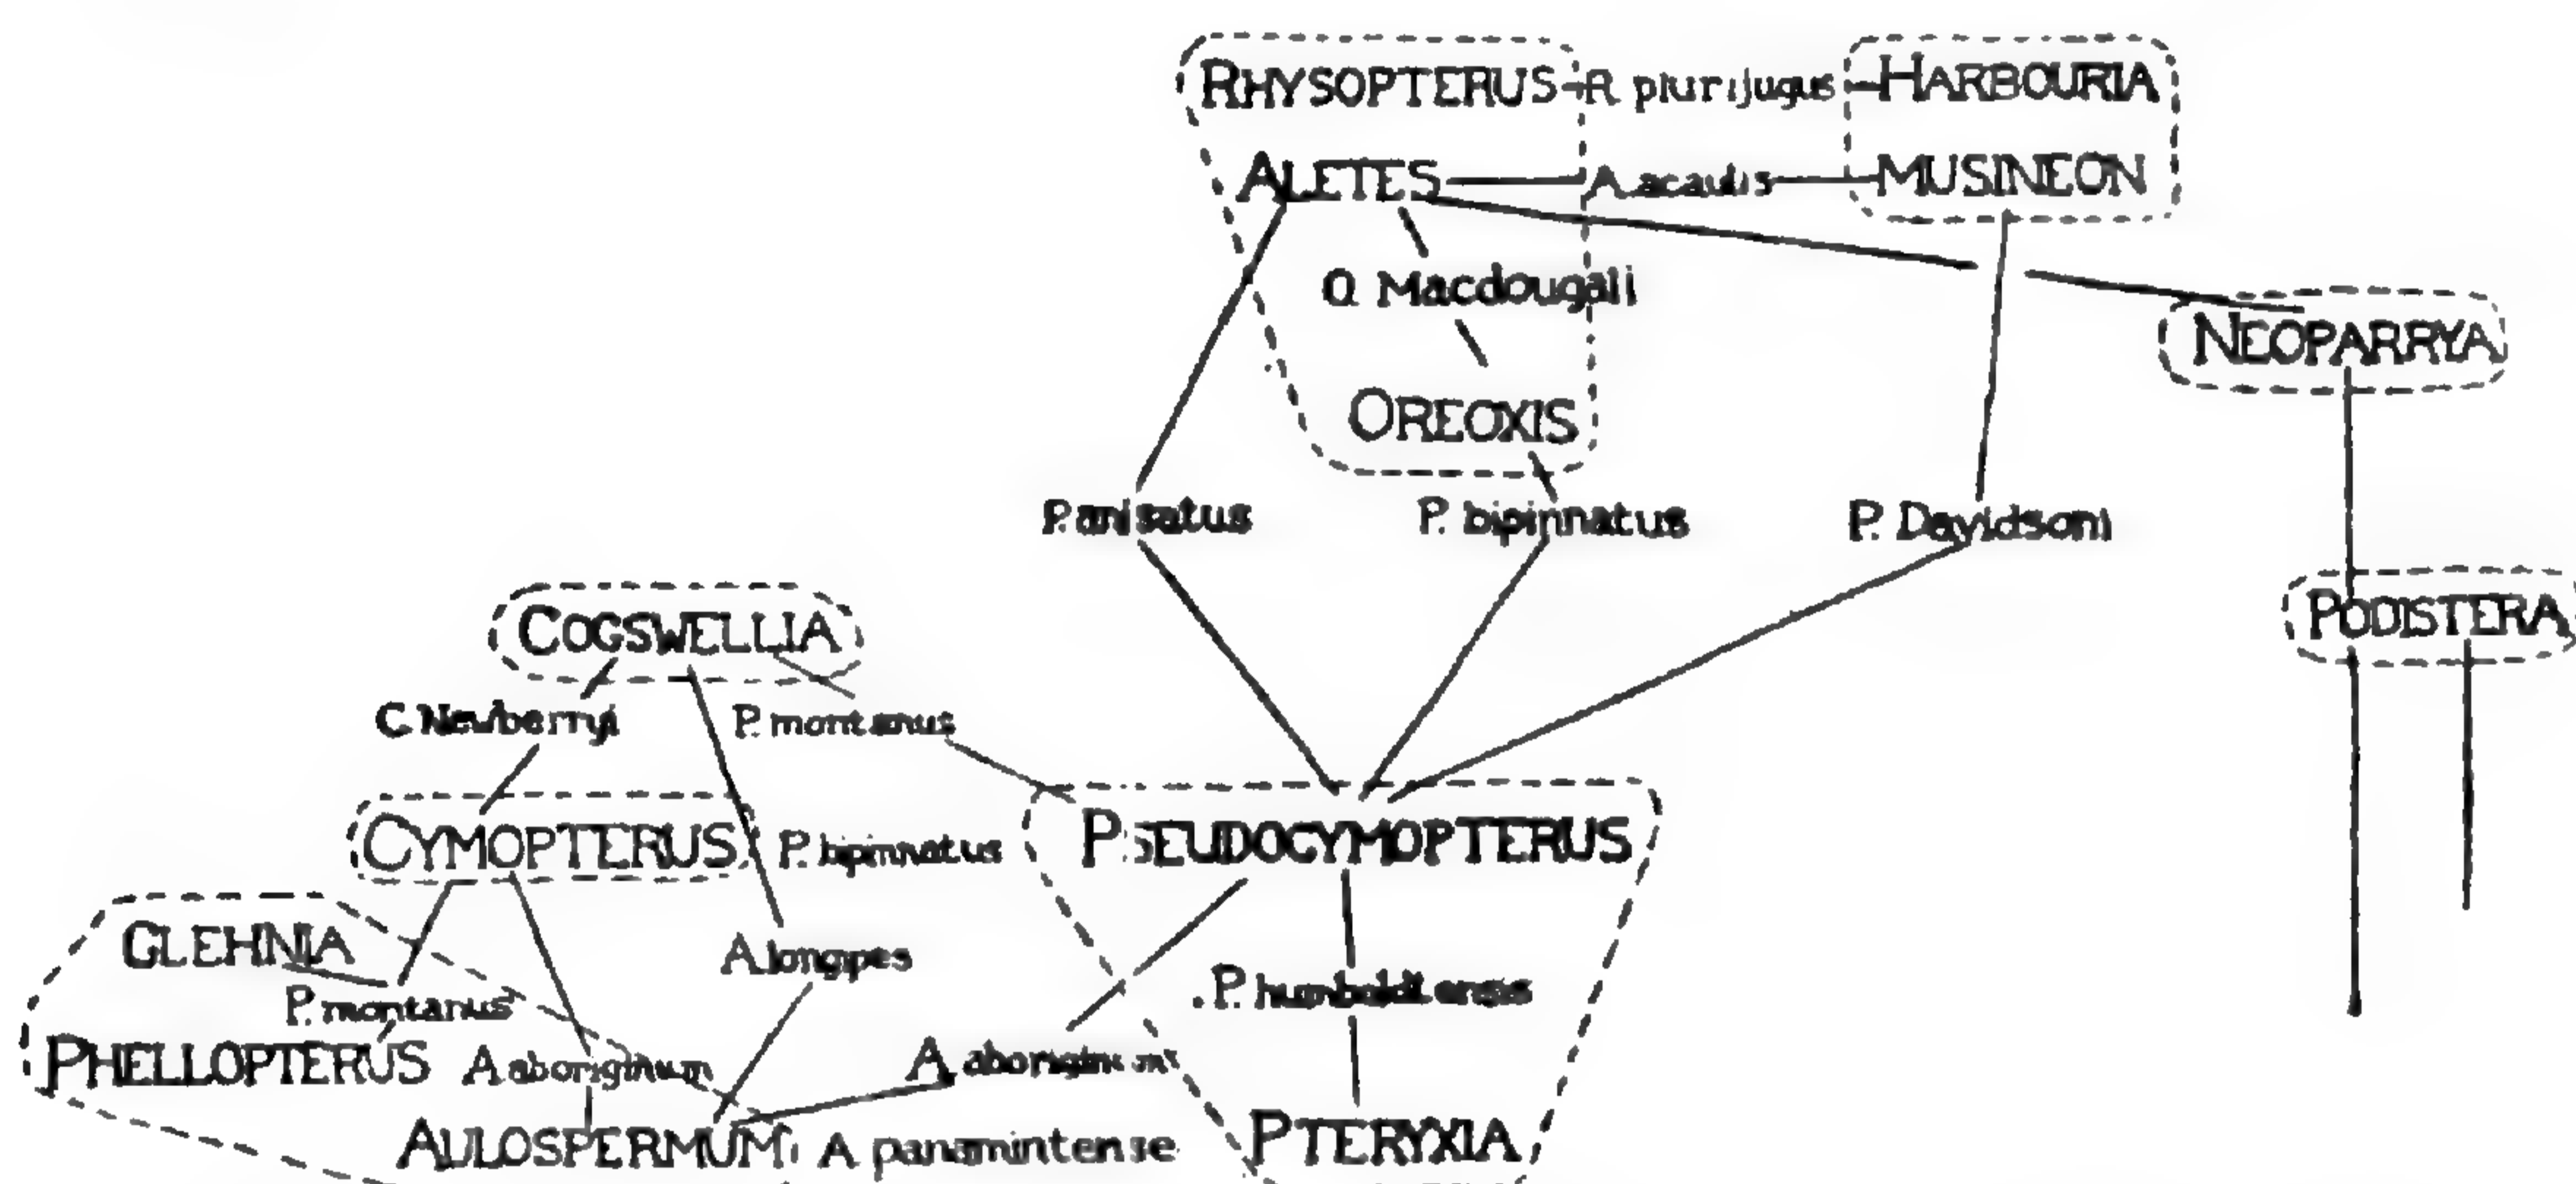 RHYSOPTERUS R plurijugus HARBOURIA
ALETES A. acaulis MUSINEON
O. Macdougali
NEOPARRYA
OREOXIS
P. anisatus P. bipinnatus P. Davidsoni
COGSWELLIA PODISTERA
C. Newberryi P. montanus
CYMOPTERUS P. bipinnatus PSEUDOCYMOPTERUS
GLEHNIA A. longipes
P. montanus P. humboldtensis
PHELLOPTERUS A aboriginum A aboriginum
AULOSPERMUM A panamintense PTERYXIA